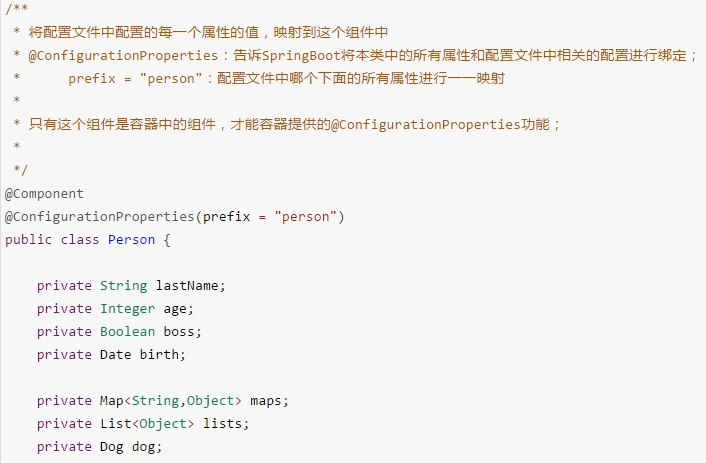 /**
 * 将配置文件中配置的每一个属性的值，映射到这个组件中
 * @ConfigurationProperties：告诉SpringBoot将本类中的所有属性和配置文件中相关的配置进行绑定；
 *      prefix = "person"：配置文件中哪个下面的所有属性进行一一映射
 *
 * 只有这个组件是容器中的组件，才能容器提供的@ConfigurationProperties功能；
 *
 */
@Component
@ConfigurationProperties(prefix = "person")
public class Person {
    private String lastName;
    private Integer age;
    private Boolean boss;
    private Date birth;
    private Map<String,Object> maps;
    private List<Object> lists;
    private Dog dog;